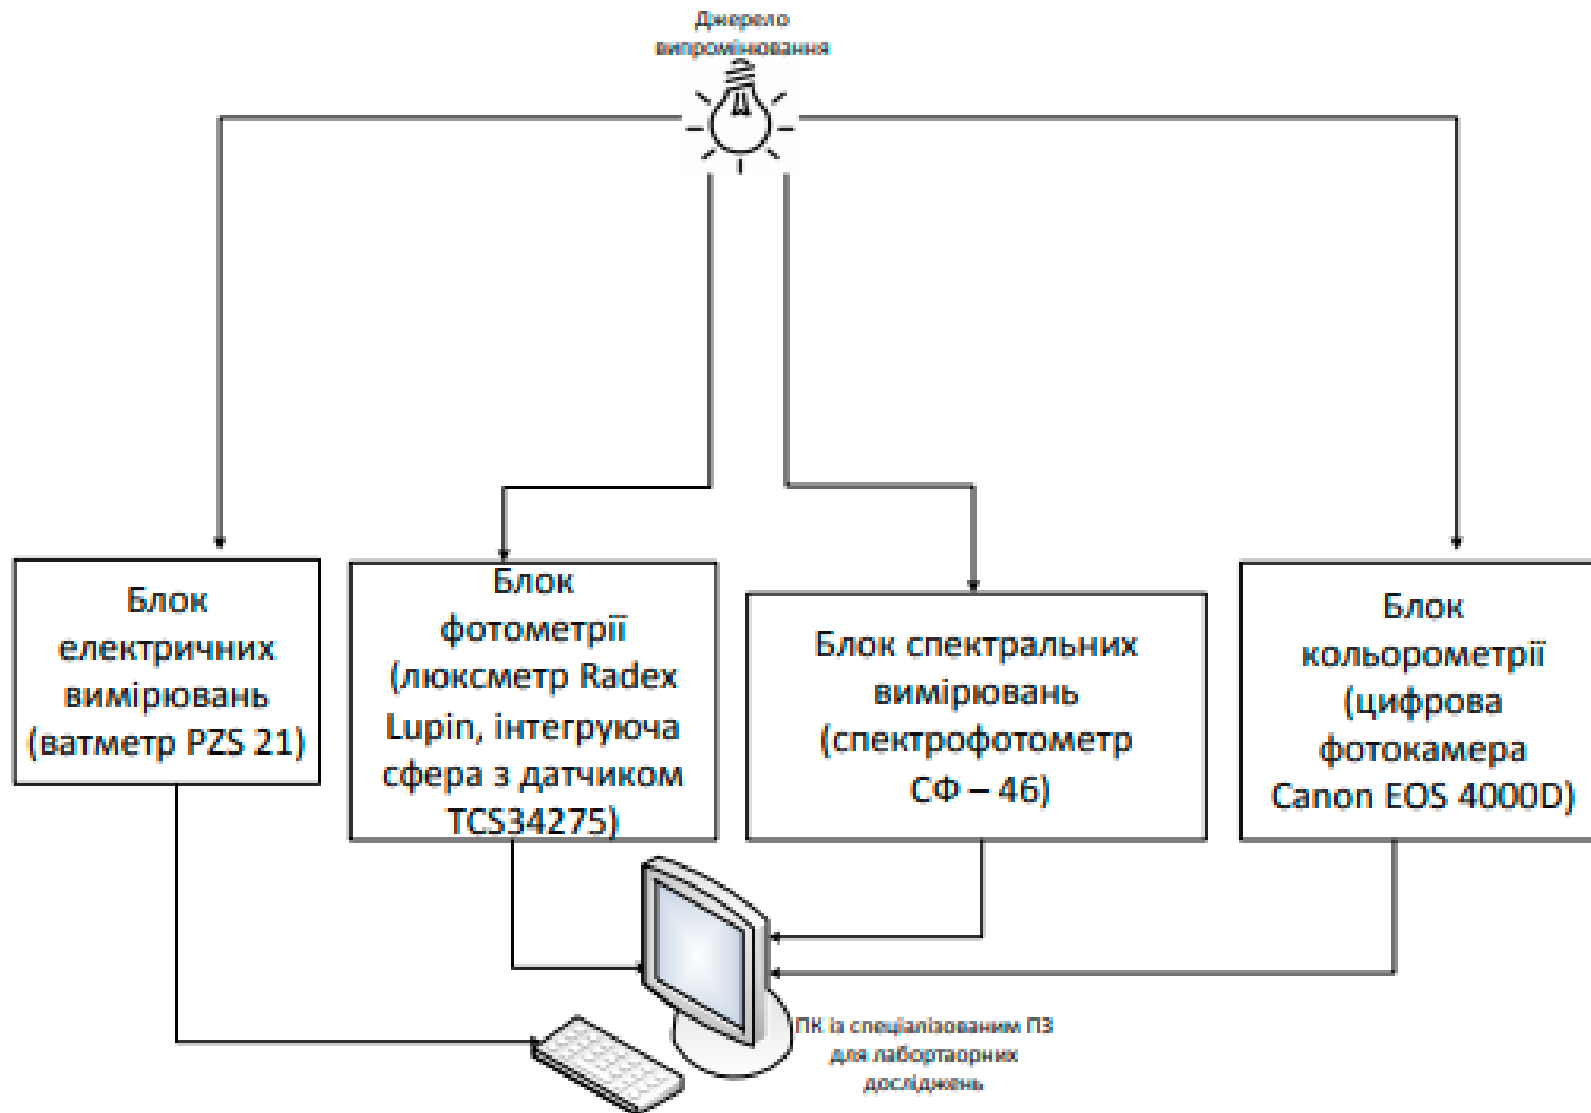 Джерело
випромінювання
Блок
електричних
вимірювань
(ватметр PZS 21)
Блок
фотометрії
(люксметр Radex
Lupin, інтегруюча
сфера з датчиком
TCS34275)
Блок спектральних
вимірювань
(спектрофотометр
СФ – 46)
Блок
кольорометрії
(цифрова
фотокамера
Canon EOS 4000D)
ПК із спеціалізованим ПЗ
для лабортаорних
досліджень